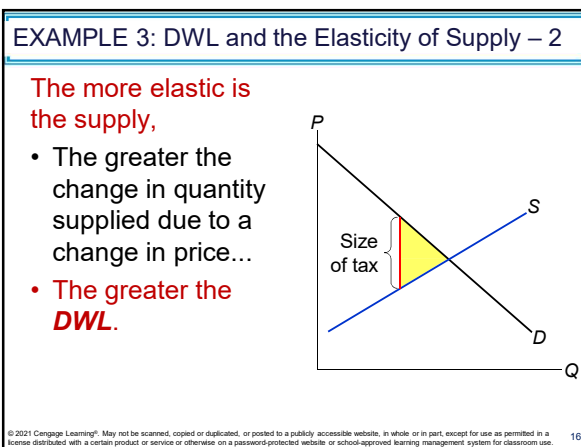 EXAMPLE 3: DWL and the Elasticity of Supply – 2
The more elastic is
the supply,
• The greater the
change in quantity
supplied due to a
change in price...
• The greater the
DWL.
P
S
Size
of tax
D
Q
© 2021 Cengage Learning®. May not be scanned, copied or duplicated, or posted to a publicly accessible website, in whole or in part, except for use as permitted in a
license distributed with a certain product or service or otherwise on a password-protected website or school-approved learning management system for classroom use.
16